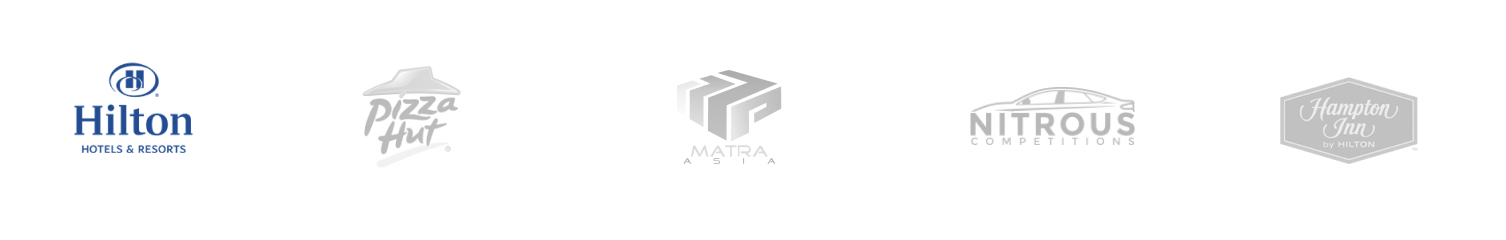 Hilton
HOTELS & RESORTS
Pizza
Hut
MATRA
ASIA
NITROUS
COMPETITIONS
Hampton
Inn
by HILTON